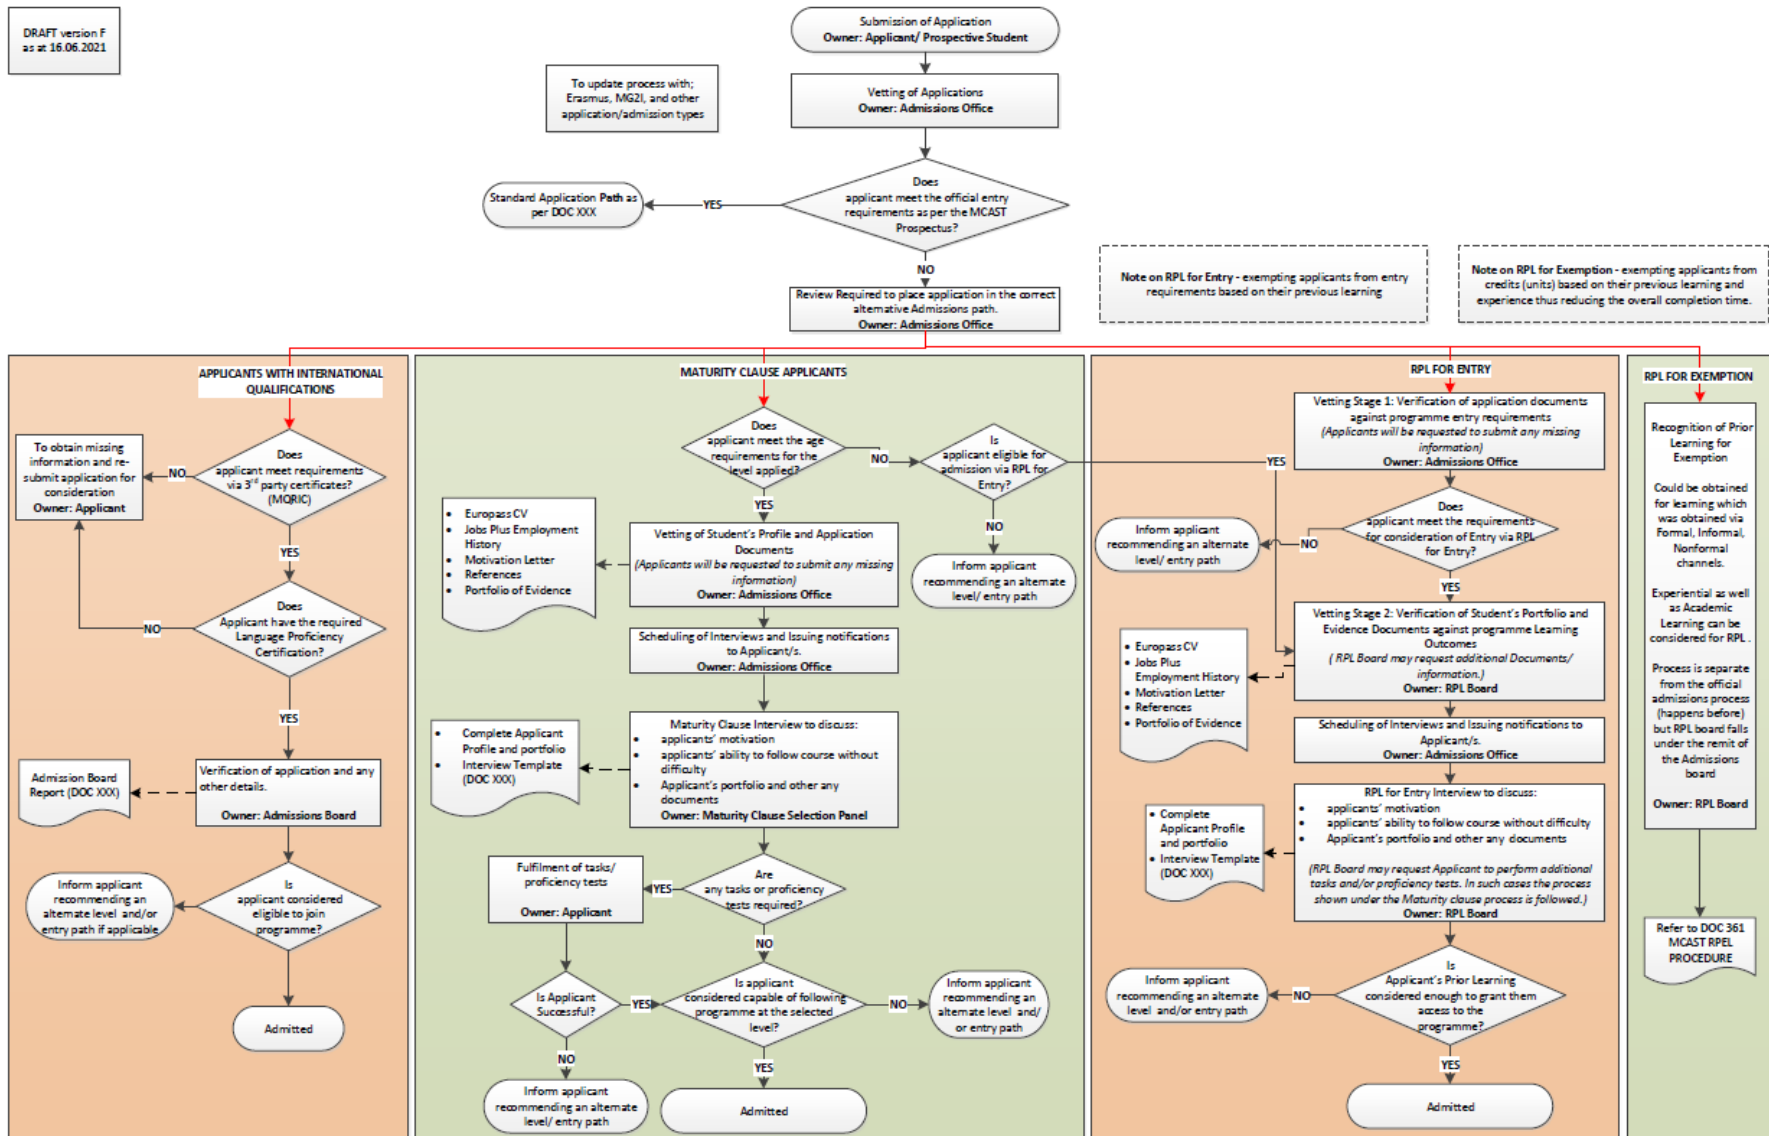 DRAFT version F
as at 16.06.2021
Submission of Application
Owner: Applicant/ Prospective Student
To update process with;
Erasmus, MG2I, and other
application/admission types
Vetting of Applications
Owner: Admissions Office
Does
applicant meet the official entry
requirements as per the MCAST
Prospectus?
YES
Standard Application Path as
per DOC XXX
NO
Review Required to place application in the correct
alternative Admissions path.
Owner: Admissions Office
Note on RPL for Entry - exempting applicants from entry
requirements based on their previous learning
Note on RPL for Exemption - exempting applicants from
credits (units) based on their previous learning and
experience thus reducing the overall completion time.
APPLICANTS WITH INTERNATIONAL
QUALIFICATIONS
Does
applicant meet requirements
via 3rd party certificates?
(MQRIC)
NO
To obtain missing
information and re-
submit application for
consideration
Owner: Applicant
YES
Does
Applicant have the required
Language Proficiency
Certification?
NO
YES
Verification of application and any
other details.
Owner: Admissions Board
Admission Board
Report (DOC XXX)
Is
applicant considered
eligible to join
programme?
Inform applicant
recommending an
alternate level and/or
entry path if applicable
Admitted
MATURITY CLAUSE APPLICANTS
Does
applicant meet the age
requirements for the
level applied?
NO
Is
applicant eligible for
admission via RPL for
Entry?
YES
NO
Inform applicant
recommending an alternate
level/ entry path
YES
Vetting of Student's Profile and Application
Documents
(Applicants will be requested to submit any missing
information)
Owner: Admissions Office
• Europass CV
• Jobs Plus Employment
History
• Motivation Letter
• References
• Portfolio of Evidence
Scheduling of Interviews and Issuing notifications
to Applicant/s.
Owner: Admissions Office
Maturity Clause Interview to discuss:
• applicants' motivation
• applicants' ability to follow course without
difficulty
• Applicant's portfolio and other any
documents
Owner: Maturity Clause Selection Panel
• Complete Applicant
Profile and portfolio
• Interview Template
(DOC XXX)
Are
any tasks or proficiency
tests required?
YES
Fulfilment of tasks/
proficiency tests
Owner: Applicant
NO
Is Applicant
Successful?
YES
NO
Inform applicant
recommending an alternate
level/ entry path
Is applicant
considered capable of following
programme at the selected
level?
NO
Inform applicant
recommending an
alternate level and/
or entry path
YES
Admitted
RPL FOR ENTRY
Vetting Stage 1: Verification of application documents
against programme entry requirements
(Applicants will be requested to submit any missing
information)
Owner: Admissions Office
Does
applicant meet the requirements
for consideration of Entry via RPL
for Entry?
NO
Inform applicant
recommending an alternate
level/ entry path
YES
Vetting Stage 2: Verification of Student's Portfolio and
Evidence Documents against programme Learning
Outcomes
( RPL Board may request additional Documents/
information.)
Owner: RPL Board
• Europass CV
• Jobs Plus
Employment History
• Motivation Letter
• References
• Portfolio of Evidence
Scheduling of Interviews and Issuing notifications to
Applicant/s.
Owner: Admissions Office
RPL for Entry Interview to discuss:
• applicants' motivation
• applicants' ability to follow course without difficulty
• Applicant's portfolio and other any documents
(RPL Board may request Applicant to perform additional
tasks and/or proficiency tests. In such cases the process
shown under the Maturity clause process is followed.)
Owner: RPL Board
• Complete
Applicant Profile
and portfolio
• Interview Template
(DOC XXX)
Is
Applicant's Prior Learning
considered enough to grant them
access to the
programme?
NO
Inform applicant
recommending an alternate
level and/or entry path
YES
Admitted
RPL FOR EXEMPTION
Recognition of Prior
Learning for
Exemption
Could be obtained
for learning which
was obtained via
Formal, Informal,
Nonformal
channels.
Experiential as well
as Academic
Learning can be
considered for RPL .
Process is separate
from the official
admissions process
(happens before)
but RPL board falls
under the remit of
the Admissions
board
Owner: RPL Board
Refer to DOC 361
MCAST RPEL
PROCEDURE